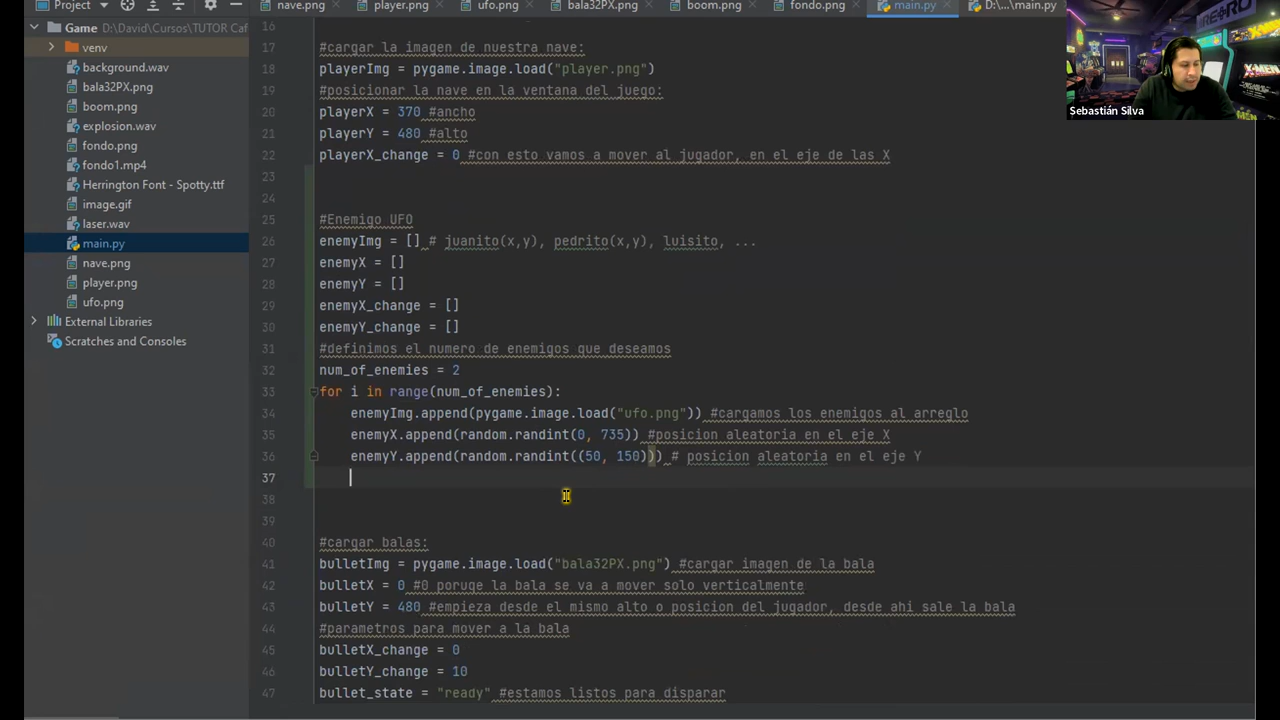 Project
nave.png
player.png
ufo.png
bala32PX.png
boom.png
fondo.png
main.py
D:\...\main.py
Game D:\David\Cursos\TUTOR Caf
venv
background.wav
bala32PX.png
boom.png
explosion.wav
fondo.png
fondo1.mp4
Herrington Font - Spotty.ttf
image.gif
laser.wav
main.py
nave.png
player.png
ufo.png
External Libraries
Scratches and Consoles
16
17 #cargar la imagen de nuestra nave:
18 playerImg = pygame.image.load("player.png")
19 #posicionar la nave en la ventana del juego:
20 playerX = 370 #ancho
21 playerY = 480 #alto
22 playerX_change = 0 #con esto vamos a mover al jugador, en el eje de las X
23
24
25 #Enemigo UFO
26 enemyImg = [] # juanito(x,y), pedrito(x,y), luisito, ...
27 enemyX = []
28 enemyY = []
29 enemyX_change = []
30 enemyY_change = []
31 #definimos el numero de enemigos que deseamos
32 num_of_enemies = 2
33 for i in range(num_of_enemies):
34 enemyImg.append(pygame.image.load("ufo.png")) #cargamos los enemigos al arreglo
35 enemyX.append(random.randint(0, 735)) #posicion aleatoria en el eje X
36 enemyY.append(random.randint((50, 150))) # posicion aleatoria en el eje Y
37
38
39
40 #cargar balas:
41 bulletImg = pygame.image.load("bala32PX.png") #cargar imagen de la bala
42 bulletX = 0 #0 poruqe la bala se va a mover solo verticalmente
43 bulletY = 480 #empieza desde el mismo alto o posicion del jugador, desde ahi sale la bala
44 #parametros para mover a la bala
45 bulletX_change = 0
46 bulletY_change = 10
47 bullet_state = "ready" #estamos listos para disparar
Sebastián Silva
X-MEN